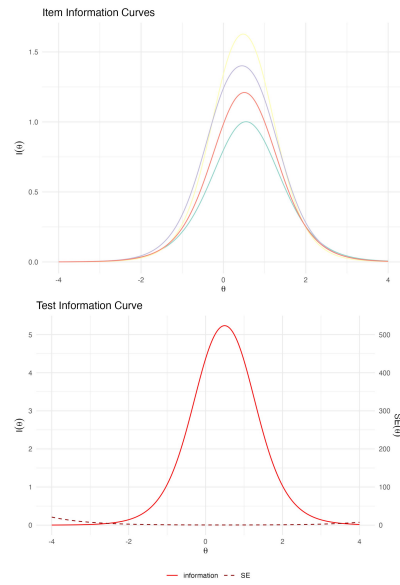 Item Information Curves
I(θ)
1.5
1.0
0.5
0.0
-4 -2 0 2 4
θ
Test Information Curve
I(θ)
5 500
4 400
3 300
2 200
1 100
0 0
SE(θ)
-4 -2 0 2 4
θ
information SE